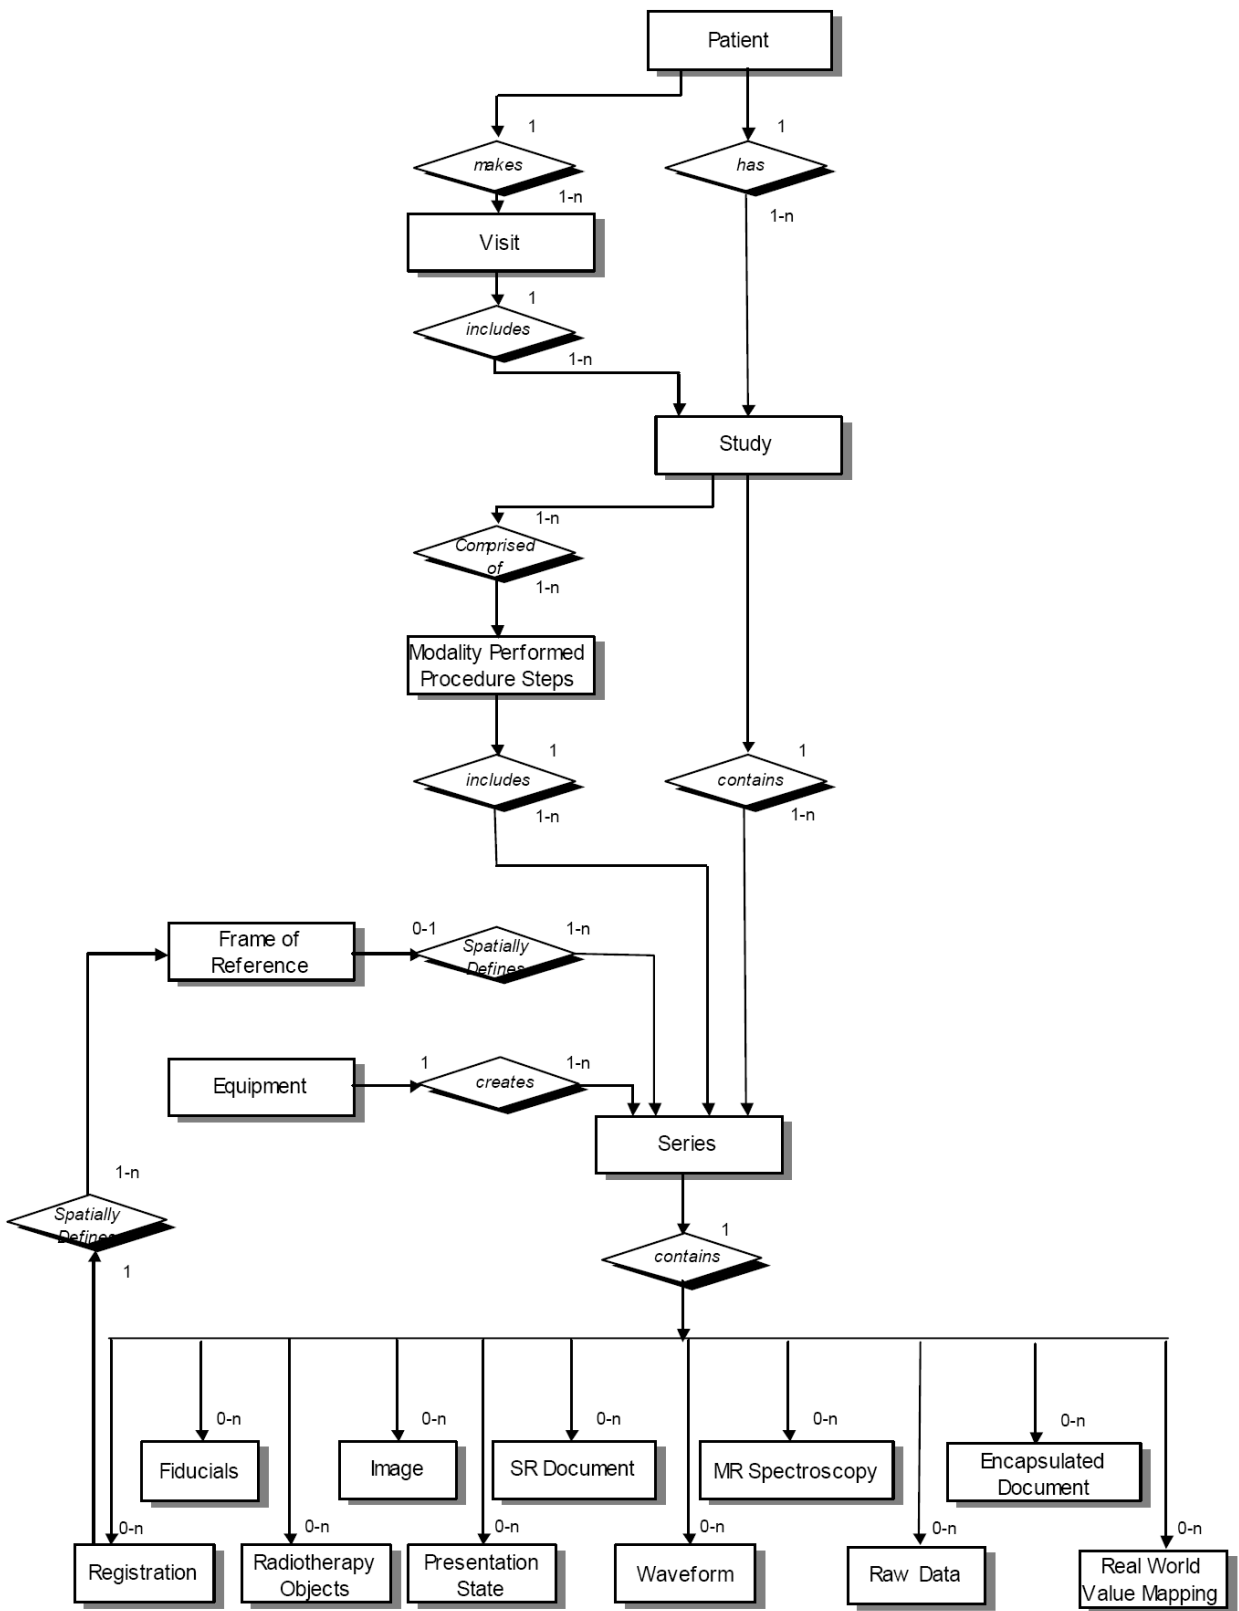 Patient
1
1
makes
has
1-n
1-n
Visit
1
includes
1-n
Study
1-n
Comprised
of
1-n
Modality Performed
Procedure Steps
1
1
includes
contains
1-n
1-n
Frame of
Reference
0-1
Spatially
Defines
1-n
Equipment
1
creates
1-n
Series
1-n
Spatially
Defines
1
1
contains
0-n
0-n
0-n
0-n
0-n
Fiducials
Image
SR Document
MR Spectroscopy
Encapsulated
Document
0-n
0-n
0-n
0-n
0-n
0-n
Registration
Radiotherapy
Objects
Presentation
State
Waveform
Raw Data
Real World
Value Mapping